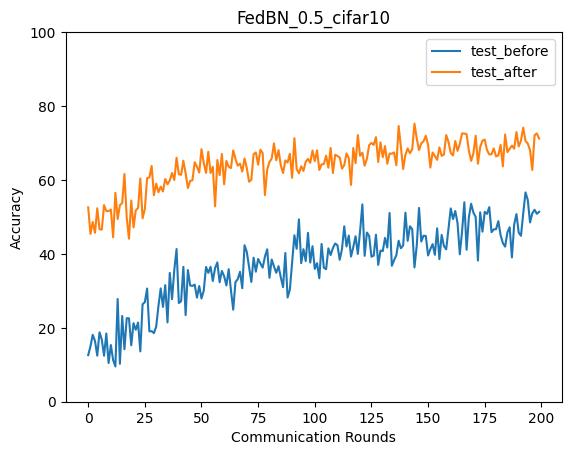 FedBN_0.5_cifar10
test_before
test_after
Accuracy
100
80
60
40
20
0
0 25 50 75 100 125 150 175 200
Communication Rounds